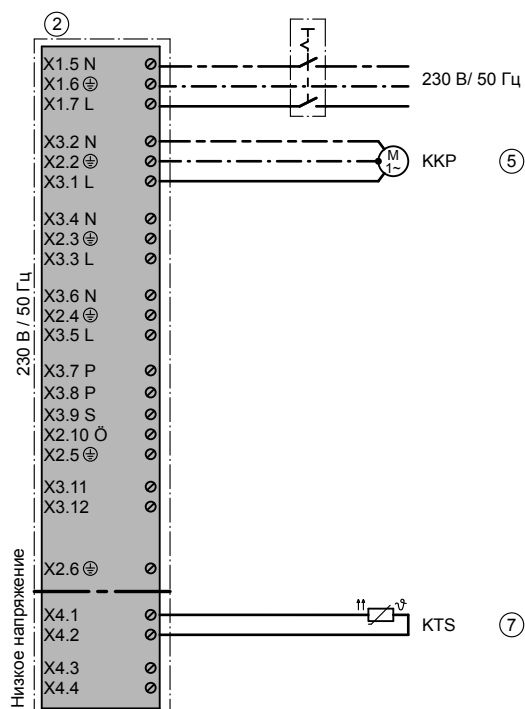 2
X1.5 N
X1.6
X1.7 L
230 В/ 50 Гц
X3.2 N
X2.2
X3.1 L
M
1~
KKP
5
X3.4 N
X2.3
X3.3 L
X3.6 N
X2.4
X3.5 L
230 В / 50 Гц
X3.7 P
X3.8 P
X3.9 S
X2.10 Ö
X2.5
X3.11
X3.12
X2.6
Низкое напряжение
X4.1
X4.2
ϑ
KTS
7
X4.3
X4.4